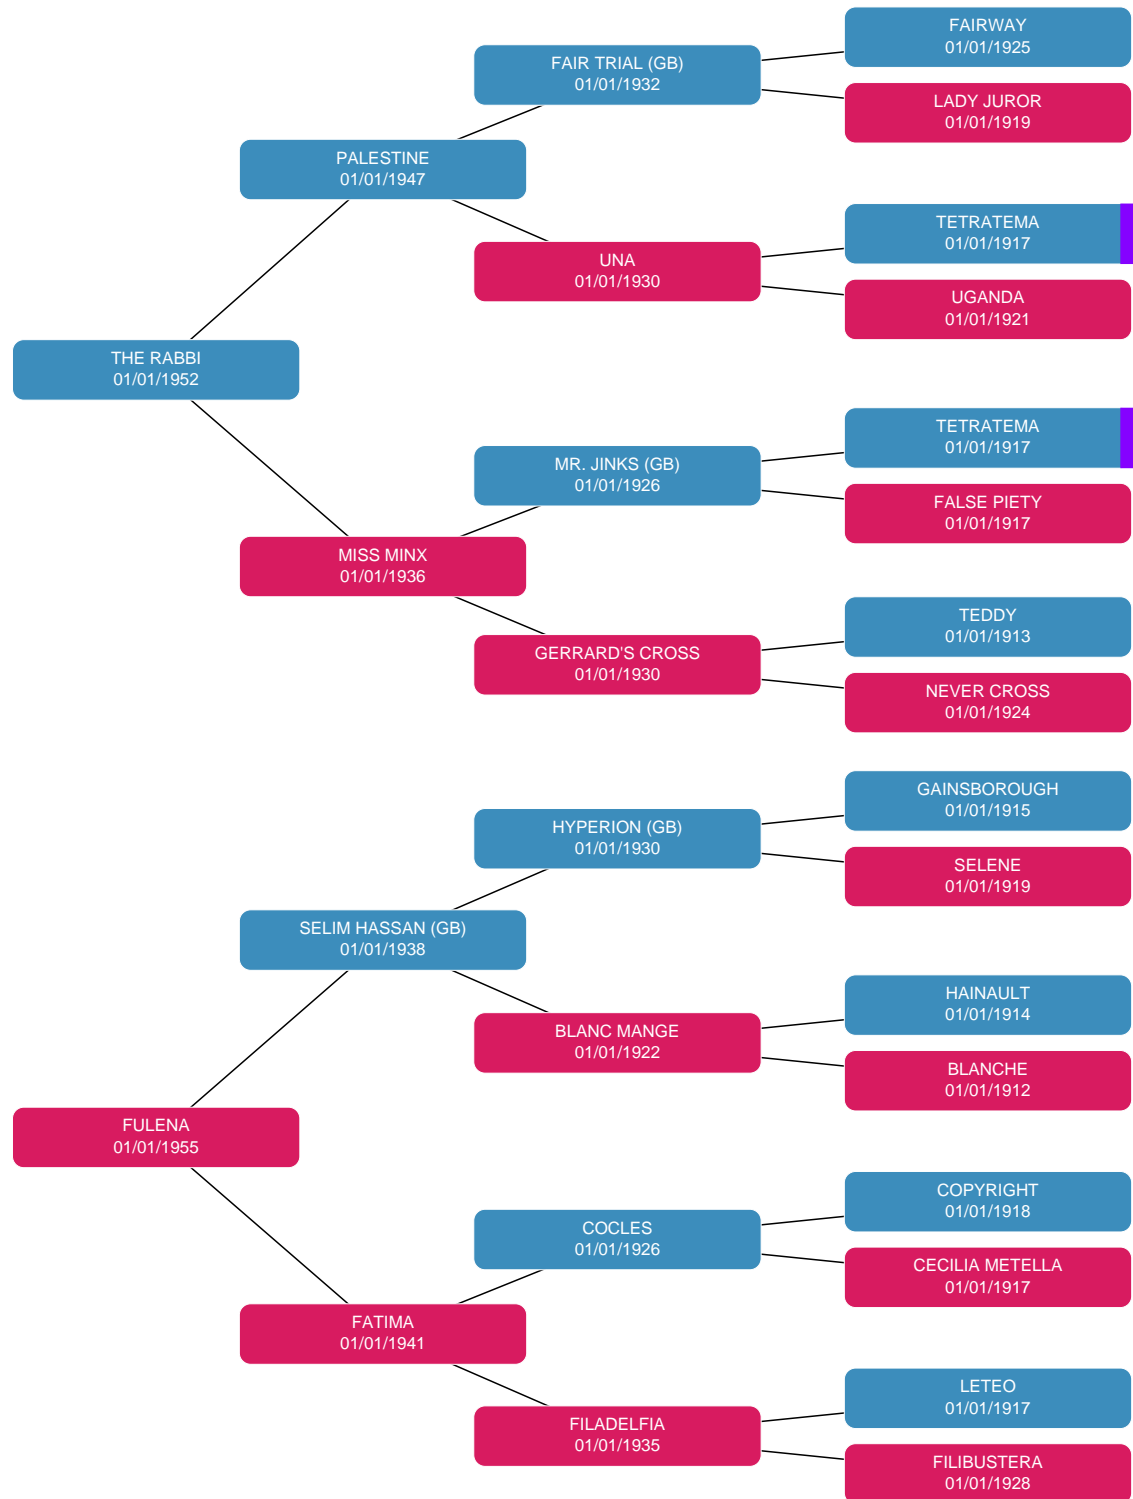 FAIRWAY
01/01/1925
FAIR TRIAL (GB)
01/01/1932
LADY JUROR
01/01/1919
PALESTINE
01/01/1947
TETRATEMA
01/01/1917
UNA
01/01/1930
UGANDA
01/01/1921
THE RABBI
01/01/1952
TETRATEMA
01/01/1917
MR. JINKS (GB)
01/01/1926
FALSE PIETY
01/01/1917
MISS MINX
01/01/1936
TEDDY
01/01/1913
GERRARD'S CROSS
01/01/1930
NEVER CROSS
01/01/1924
GAINSBOROUGH
01/01/1915
HYPERION (GB)
01/01/1930
SELENE
01/01/1919
SELIM HASSAN (GB)
01/01/1938
HAINAULT
01/01/1914
BLANC MANGE
01/01/1922
BLANCHE
01/01/1912
FULENA
01/01/1955
COPYRIGHT
01/01/1918
COCLES
01/01/1926
CECILIA METELLA
01/01/1917
FATIMA
01/01/1941
LETEO
01/01/1917
FILADELFIA
01/01/1935
FILIBUSTERA
01/01/1928